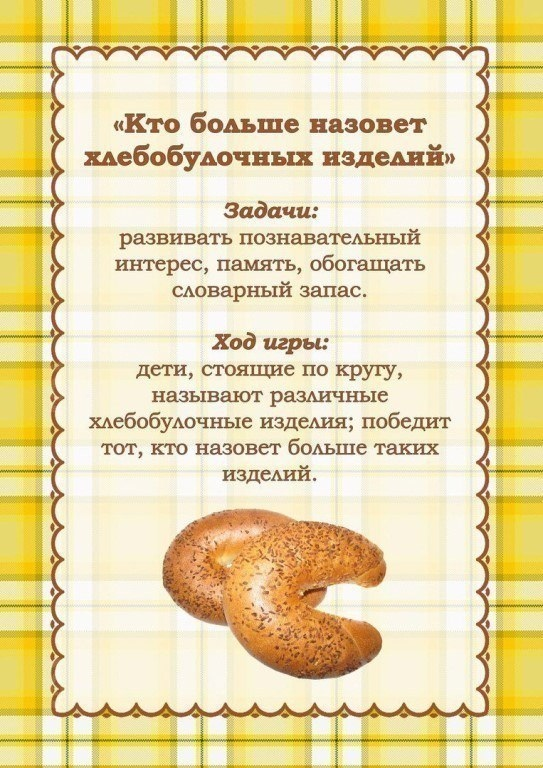 «Кто больше назовет
хлебобулочных изделий»
Задачи:
развивать познавательный
интерес, память, обогащать
словарный запас.
Ход игры:
дети, стоящие по кругу,
называют различные
хлебобулочные изделия; победит
тот, кто назовет больше таких
изделий.